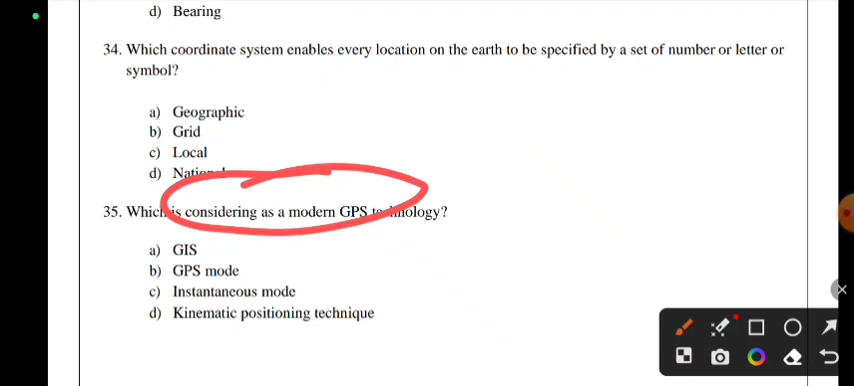 d) Bearing
34. Which coordinate system enables every location on the earth to be specified by a set of number or letter or
symbol?
a) Geographic
b) Grid
c) Local
d) National
35. Which is considering as a modern GPS technology?
a) GIS
b) GPS mode
c) Instantaneous mode
d) Kinematic positioning technique